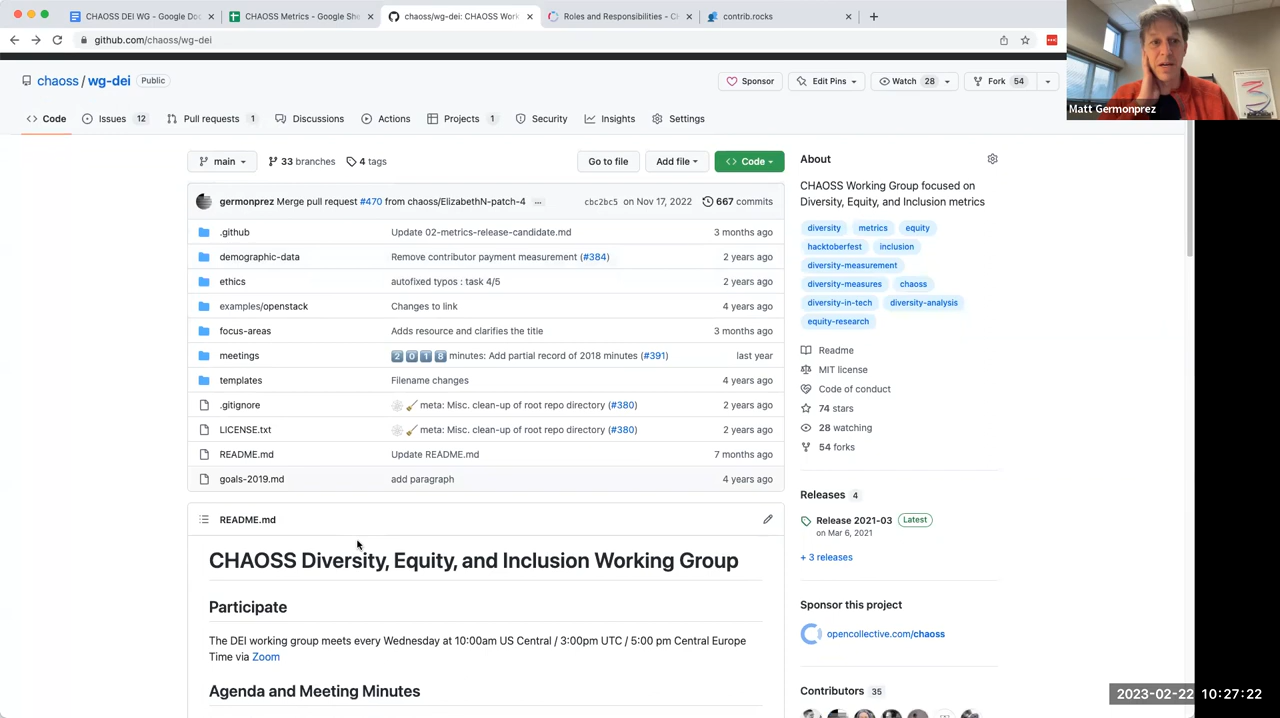 CHAOSS DEI WG - Google Doc
CHAOSS Metrics - Google She
chaoss/wg-dei: CHAOSS Work
Roles and Responsibilities - C
contrib.rocks
github.com/chaoss/wg-dei
Matt Germonprez
chaoss / wg-dei Public
Sponsor Edit Pins Watch 28 Fork 54
Code Issues 12 Pull requests 1 Discussions Actions Projects 1 Security Insights Settings
main 33 branches 4 tags Go to file Add file Code
germonprez Merge pull request #470 from chaoss/ElizabethN-patch-4 ... cbc2bc5 on Nov 17, 2022 667 commits
.github Update 02-metrics-release-candidate.md 3 months ago
demographic-data Remove contributor payment measurement (#384) 2 years ago
ethics autofixed typos : task 4/5 2 years ago
examples/openstack Changes to link 4 years ago
focus-areas Adds resource and clarifies the title 3 months ago
meetings 2 0 1 8 minutes: Add partial record of 2018 minutes (#391) last year
templates Filename changes 4 years ago
.gitignore meta: Misc. clean-up of root repo directory (#380) 2 years ago
LICENSE.txt meta: Misc. clean-up of root repo directory (#380) 2 years ago
README.md Update README.md 7 months ago
goals-2019.md add paragraph 4 years ago
README.md
CHAOSS Diversity, Equity, and Inclusion Working Group
Participate
The DEI working group meets every Wednesday at 10:00am US Central / 3:00pm UTC / 5:00 pm Central Europe
Time via Zoom
Agenda and Meeting Minutes
About
CHAOSS Working Group focused on
Diversity, Equity, and Inclusion metrics
diversity metrics equity
hacktoberfest inclusion
diversity-measurement
diversity-measures chaoss
diversity-in-tech diversity-analysis
equity-research
Readme
MIT license
Code of conduct
74 stars
28 watching
54 forks
Releases 4
Release 2021-03 Latest
on Mar 6, 2021
+ 3 releases
Sponsor this project
opencollective.com/chaoss
Contributors 35
2023-02-22 10:27:22